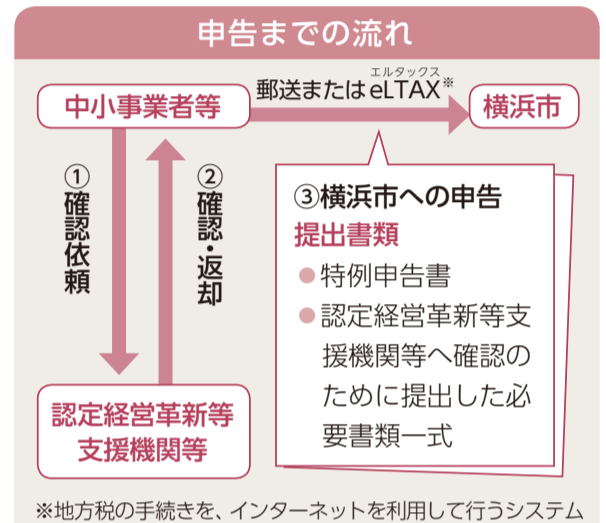 申告までの流れ
中小事業者等
郵送またはeLTAX※
エルタックス
横浜市
①確認依頼
②確認・返却
③横浜市への申告
提出書類
●特例申告書
●認定経営革新等支
援機関等へ確認の
ために提出した必
要書類一式
認定経営革新等
支援機関等
※地方税の手続きを、インターネットを利用して行うシステム